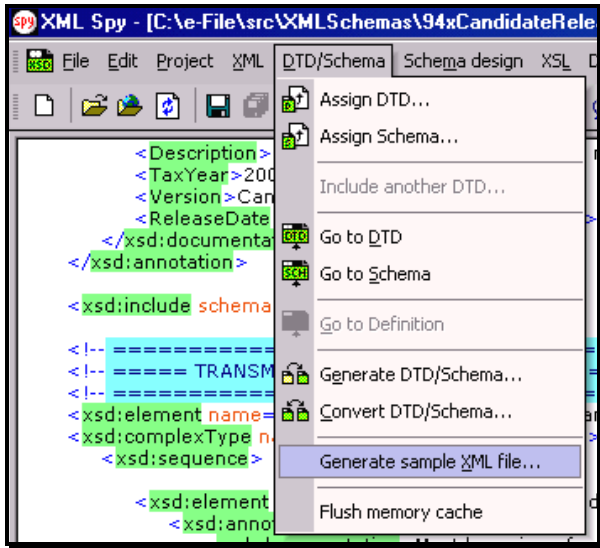 XML Spy - [C:\e-File\src\XMLSchemas\94xCandidateRelea
File Edit Project XML DTD/Schema Schema design XSL
Assign DTD...
Assign Schema...
<Description>
<TaxYear>200
Include another DTD...
<Version>Can
<ReleaseDate
Go to DTD
</xsd:documenta
</xsd:annotation>
Go to Schema
<xsd:include schema
Go to Definition
<!-- ============
<!-- ===== TRANSM
Generate DTD/Schema...
<!-- ============
<xsd:element name=
Convert DTD/Schema...
<xsd:complexType n
<xsd:sequence>
Generate sample XML file...
<xsd:element
Flush memory cache
<xsd:anno